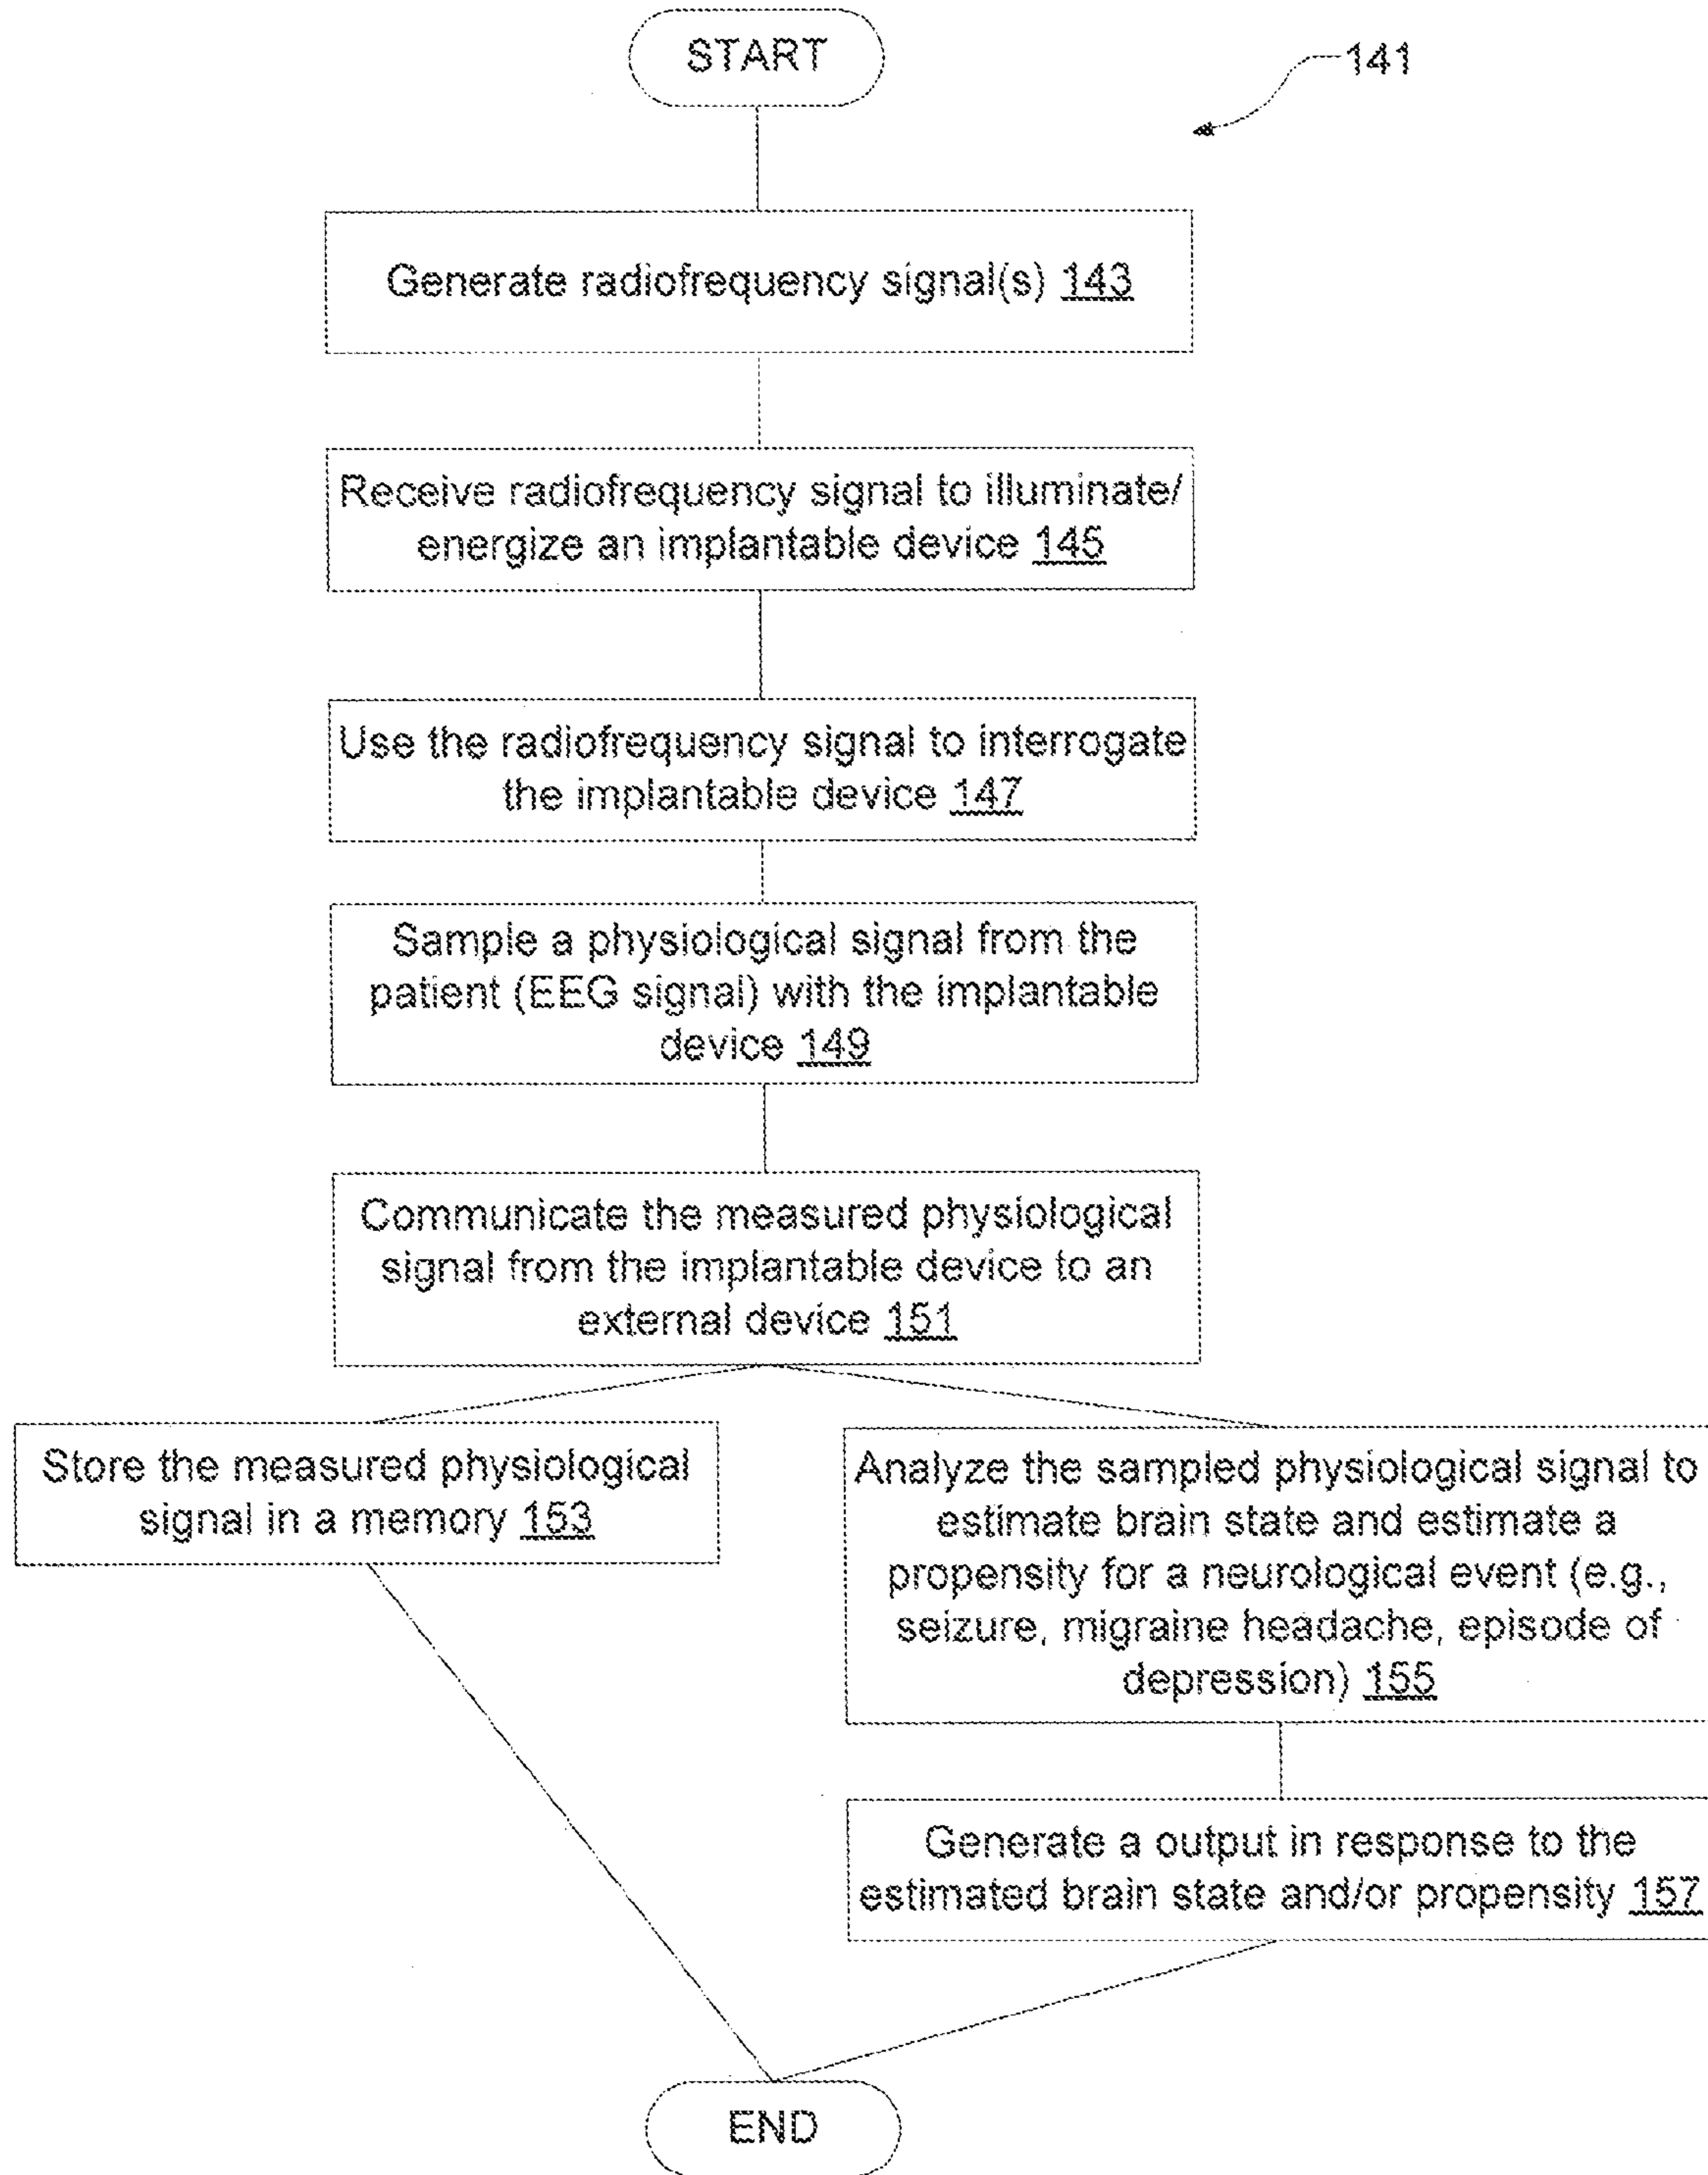 START
141
Generate radiofrequency signal(s) 143
Receive radiofrequency signal to illuminate/
energize an implantable device 145
Use the radiofrequency signal to interrogate
the implantable device 147
Sample a physiological signal from the
patient (EEG signal) with the implantable
device 149
Communicate the measured physiological
signal from the implantable device to an
external device 151
Store the measured physiological
signal in a memory 153
Analyze the sampled physiological signal to
estimate brain state and estimate a
propensity for a neurological event (e.g.,
seizure, migraine headache, episode of
depression) 155
Generate a output in response to the
estimated brain state and/or propensity 157
END